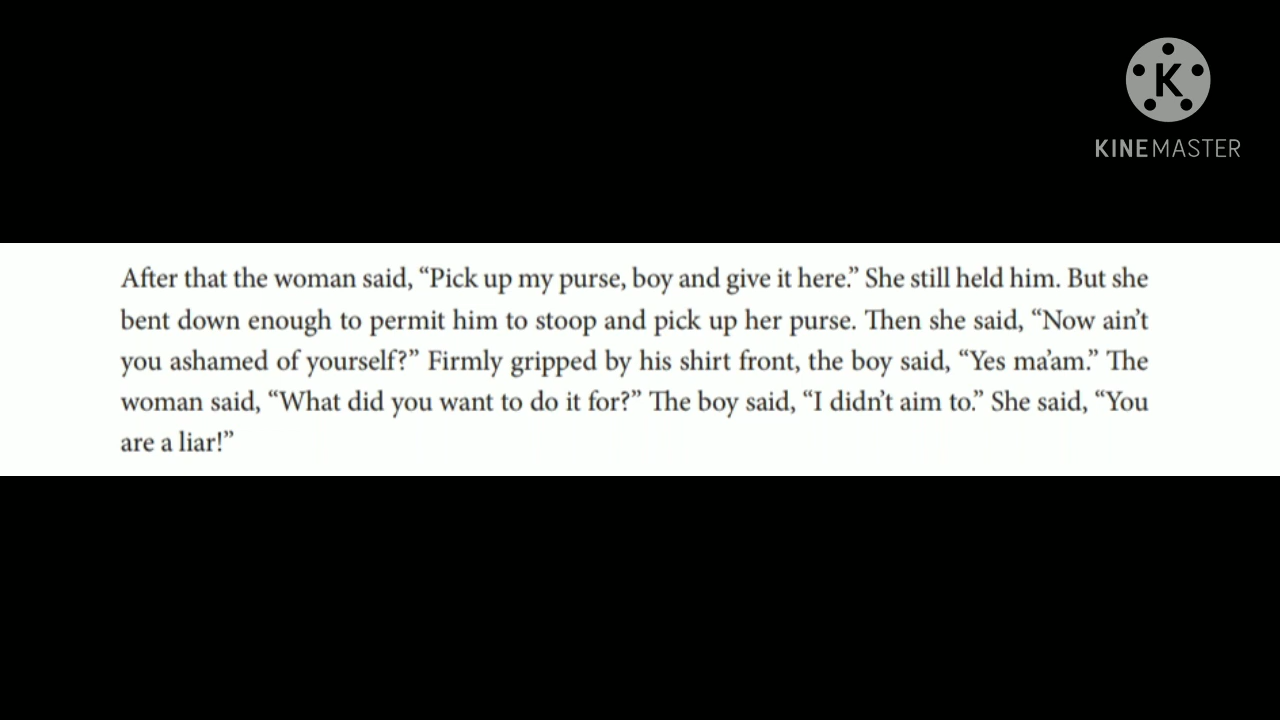 K
KINEMASTER
After that the woman said, “Pick up my purse, boy and give it here.” She still held him. But she
bent down enough to permit him to stoop and pick up her purse. Then she said, “Now ain’t
you ashamed of yourself?” Firmly gripped by his shirt front, the boy said, “Yes ma’am.” The
woman said, “What did you want to do it for?” The boy said, “I didn’t aim to.” She said, “You
are a liar!”